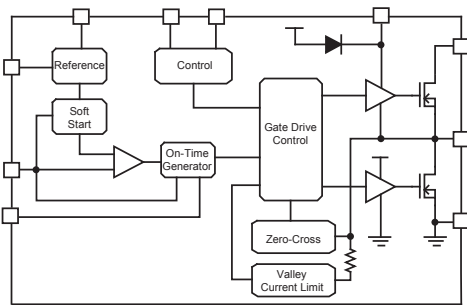 Reference
Control
Soft
Start
On-Time
Generator
Gate Drive
Control
Zero-Cross
Valley
Current Limit